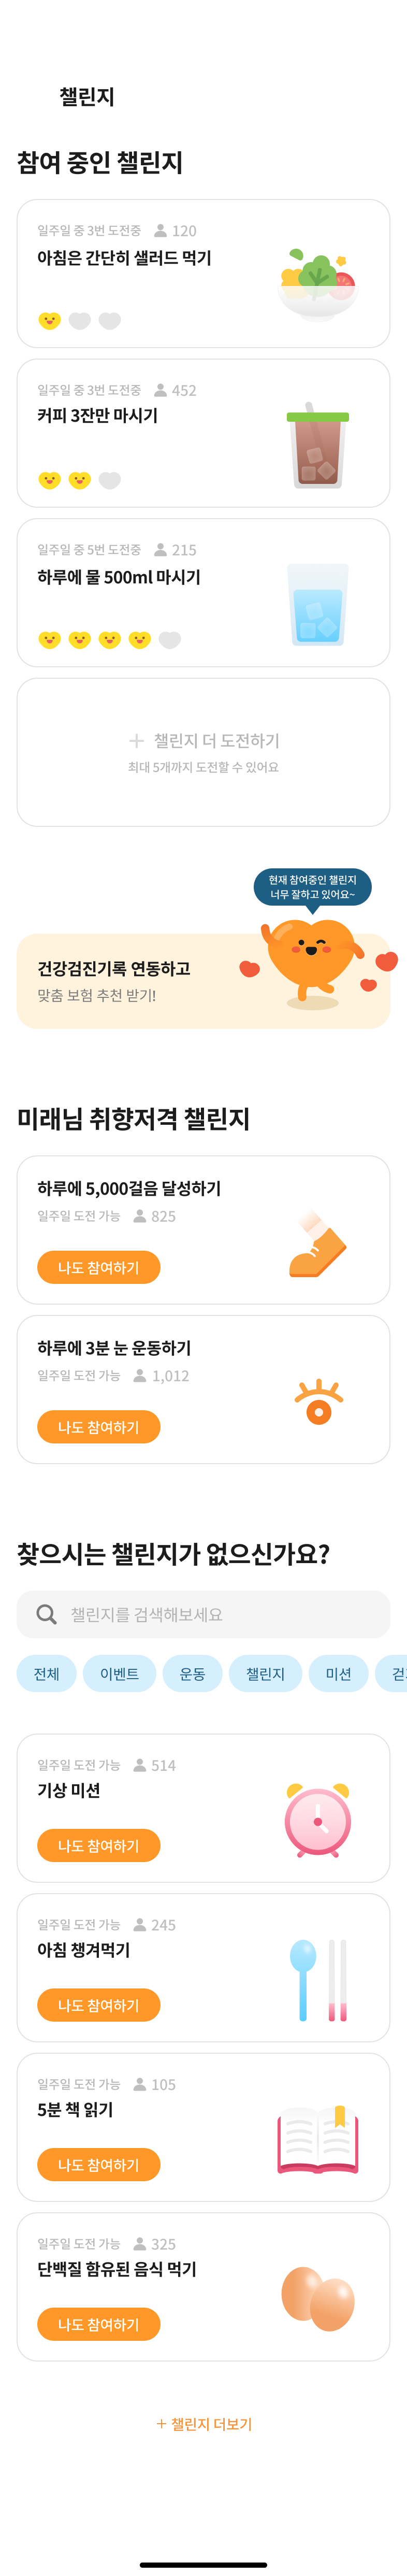 챌린지
참여 중인 챌린지
일주일 중 3번 도전중 120
아침은 간단히 샐러드 먹기
일주일 중 3번 도전중 452
커피 3잔만 마시기
일주일 중 5번 도전중 215
하루에 물 500ml 마시기
+ 챌린지 더 도전하기
최대 5개까지 도전할 수 있어요
현재 참여중인 챌린지
너무 잘하고 있어요~
건강검진기록 연동하고
맞춤 보험 추천 받기!
미래님 취향저격 챌린지
하루에 5,000걸음 달성하기
일주일 도전 가능 825
나도 참여하기
하루에 3분 눈 운동하기
일주일 도전 가능 1,012
나도 참여하기
찾으시는 챌린지가 없으신가요?
챌린지를 검색해보세요
전체 이벤트 운동 챌린지 미션
일주일 도전 가능 514
기상 미션
나도 참여하기
일주일 도전 가능 245
아침 챙겨먹기
나도 참여하기
일주일 도전 가능 105
5분 책 읽기
나도 참여하기
일주일 도전 가능 325
단백질 함유된 음식 먹기
나도 참여하기
+ 챌린지 더보기